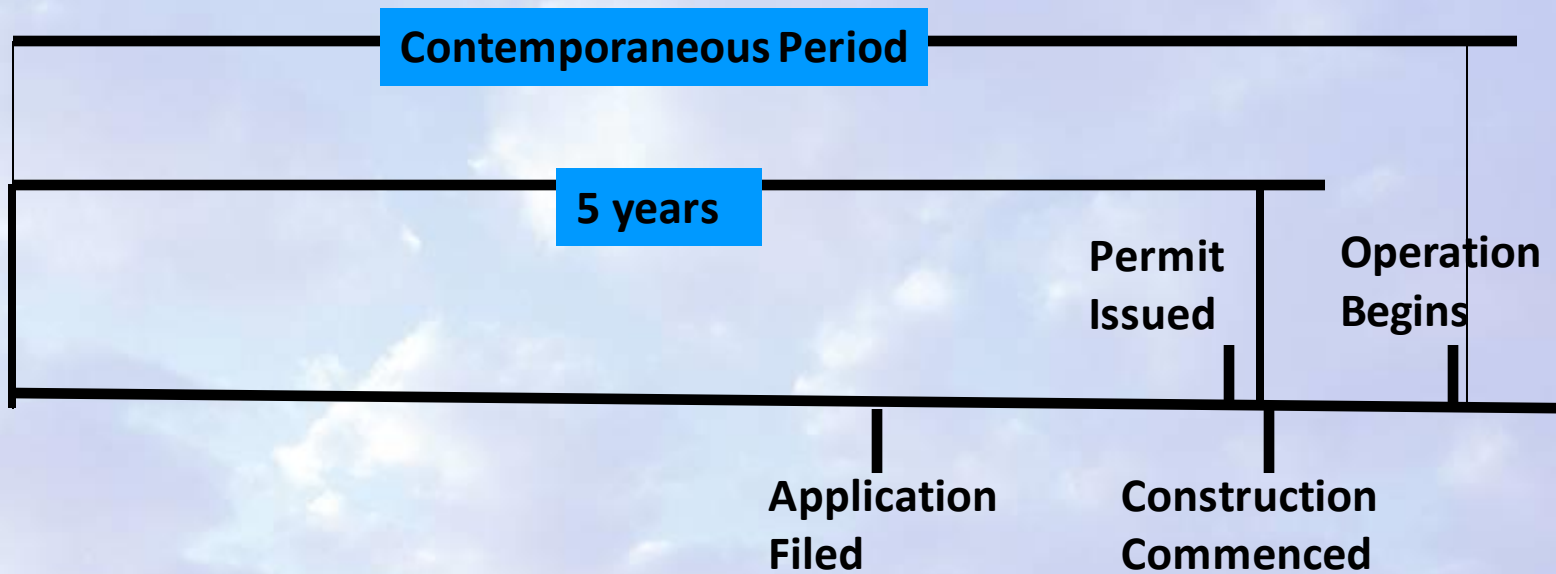 Contemporaneous Period
5 years
Permit
Issued
Operation
Begins
Application
Filed
Construction
Commenced